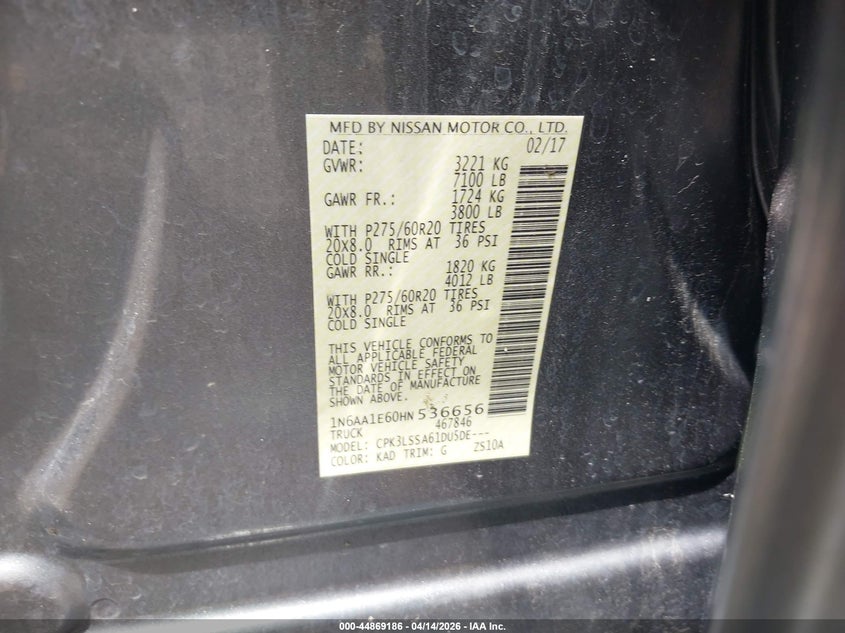 MFD BY NISSAN MOTOR CO., LTD.
DATE: 02/17
GVWR: 3221 KG
7100 LB
GAWR FR.: 1724 KG
3800 LB
WITH P275/60R20 TIRES
20X8.0 RIMS AT 36 PSI
COLD SINGLE
GAWR RR.: 1820 KG
4012 LB
WITH P275/60R20 TIRES
20X8.0 RIMS AT 36 PSI
COLD SINGLE
THIS VEHICLE CONFORMS TO
ALL APPLICABLE FEDERAL
MOTOR VEHICLE SAFETY
STANDARDS IN EFFECT ON
THE DATE OF MANUFACTURE
SHOWN ABOVE.
1N6AA1E60HN536656
TRUCK 467846
MODEL: CPK3LSSA61DU5DE---
COLOR: KAD TRIM: G ZS10A
000-44869186 - 04/14/2026 - IAA Inc.